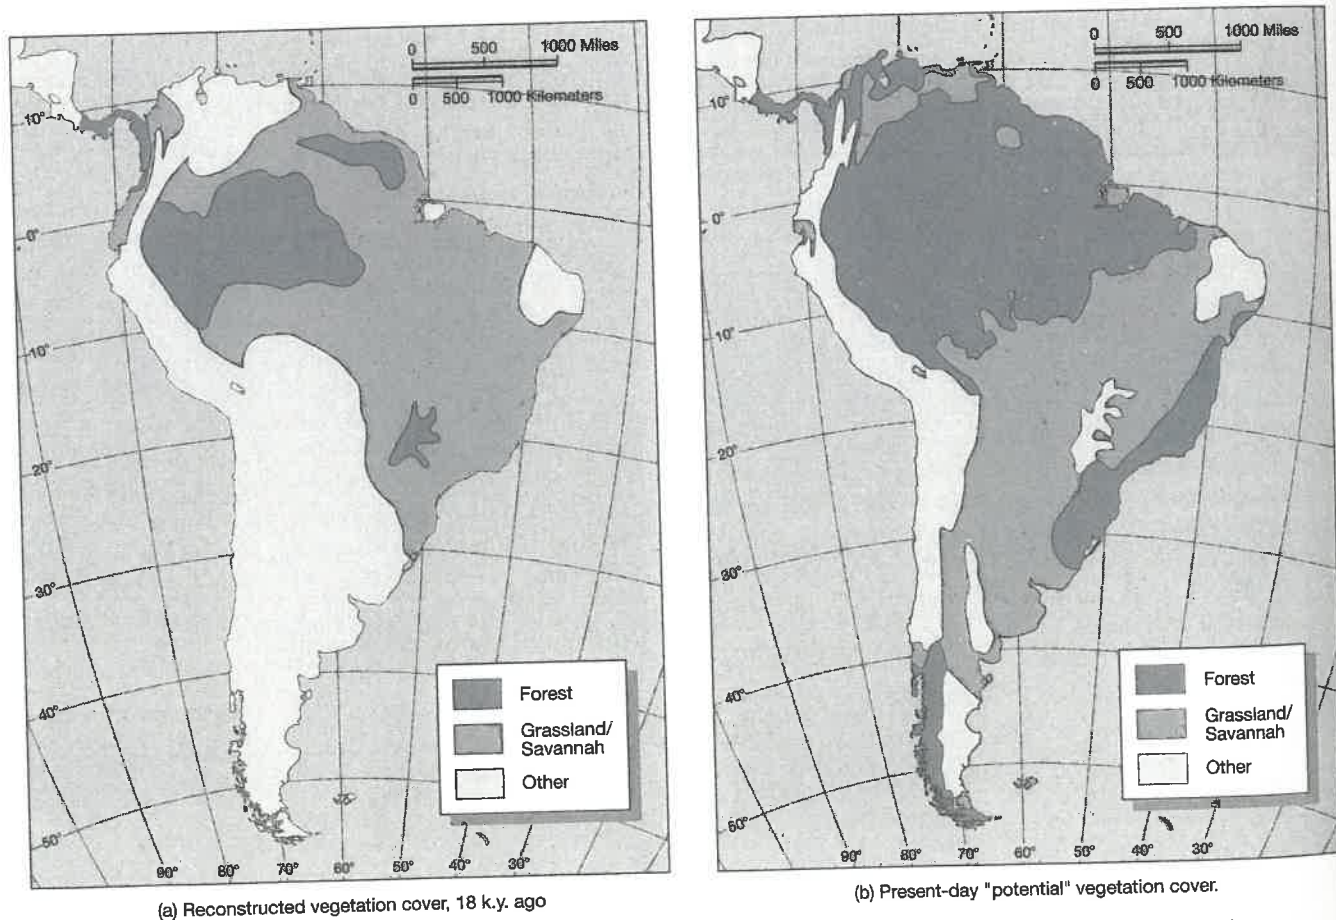 0 500 1000 Miles
0 500 1000 Kilometers
10°
0°
10°
20°
30°
40°
50°
90° 80° 70° 60° 50° 40° 30°
Forest
Grassland/
Savannah
Other
(a) Reconstructed vegetation cover, 18 k.y. ago
0 500 1000 Miles
0 500 1000 Kilometers
10°
0°
10°
20°
30°
40°
50°
90° 80° 70° 60° 50° 40° 30°
Forest
Grassland/
Savannah
Other
(b) Present-day "potential" vegetation cover.